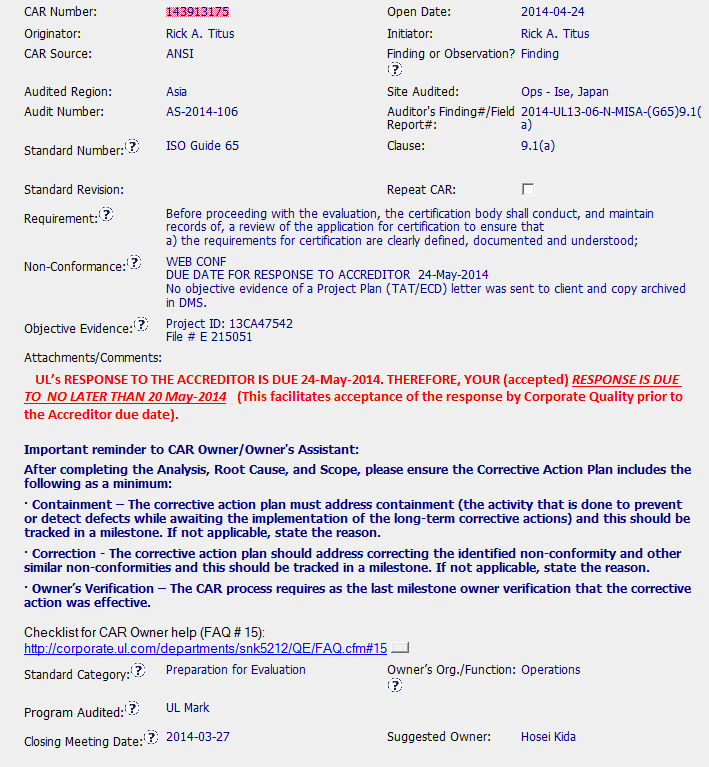 CAR Number: 143913175 Open Date: 2014-04-24
Originator: Rick A. Titus Initiator: Rick A. Titus
CAR Source: ANSI Finding or Observation? Finding
?
Audited Region: Asia Site Audited: Ops - Ise, Japan
Audit Number: AS-2014-106 Auditor's Finding#/Field 2014-UL13-06-N-MISA-(G65)9.1(
Report#: a)
Standard Number: ? ISO Guide 65 Clause: 9.1(a)
Standard Revision: Repeat CAR:
Requirement: ? Before proceeding with the evaluation, the certification body shall conduct, and maintain
records of, a review of the application for certification to ensure that
a) the requirements for certification are clearly defined, documented and understood;
Non-Conformance: ? WEB CONF
DUE DATE FOR RESPONSE TO ACCREDITOR 24-May-2014
No objective evidence of a Project Plan (TAT/ECD) letter was sent to client and copy archived
in DMS.
Objective Evidence: ? Project ID: 13CA47542
File # E 215051
Attachments/Comments:
UL's RESPONSE TO THE ACCREDITOR IS DUE 24-May-2014. THEREFORE, YOUR (accepted) RESPONSE IS DUE
TO NO LATER THAN 20 May-2014 (This facilitates acceptance of the response by Corporate Quality prior to
the Accreditor due date).
Important reminder to CAR Owner/Owner's Assistant:
After completing the Analysis, Root Cause, and Scope, please ensure the Corrective Action Plan includes the
following as a minimum:
· Containment – The corrective action plan must address containment (the activity that is done to prevent
or detect defects while awaiting the implementation of the long-term corrective actions) and this should be
tracked in a milestone. If not applicable, state the reason.
· Correction - The corrective action plan should address correcting the identified non-conformity and other
similar non-conformities and this should be tracked in a milestone. If not applicable, state the reason.
· Owner's Verification – The CAR process requires as the last milestone owner verification that the corrective
action was effective.
Checklist for CAR Owner help (FAQ # 15):
http://corporate.ul.com/departments/snk5212/QE/FAQ.cfm#15
Standard Category: ? Preparation for Evaluation Owner's Org./Function: Operations
?
Program Audited: ? UL Mark
Closing Meeting Date: ? 2014-03-27 Suggested Owner: Hosei Kida